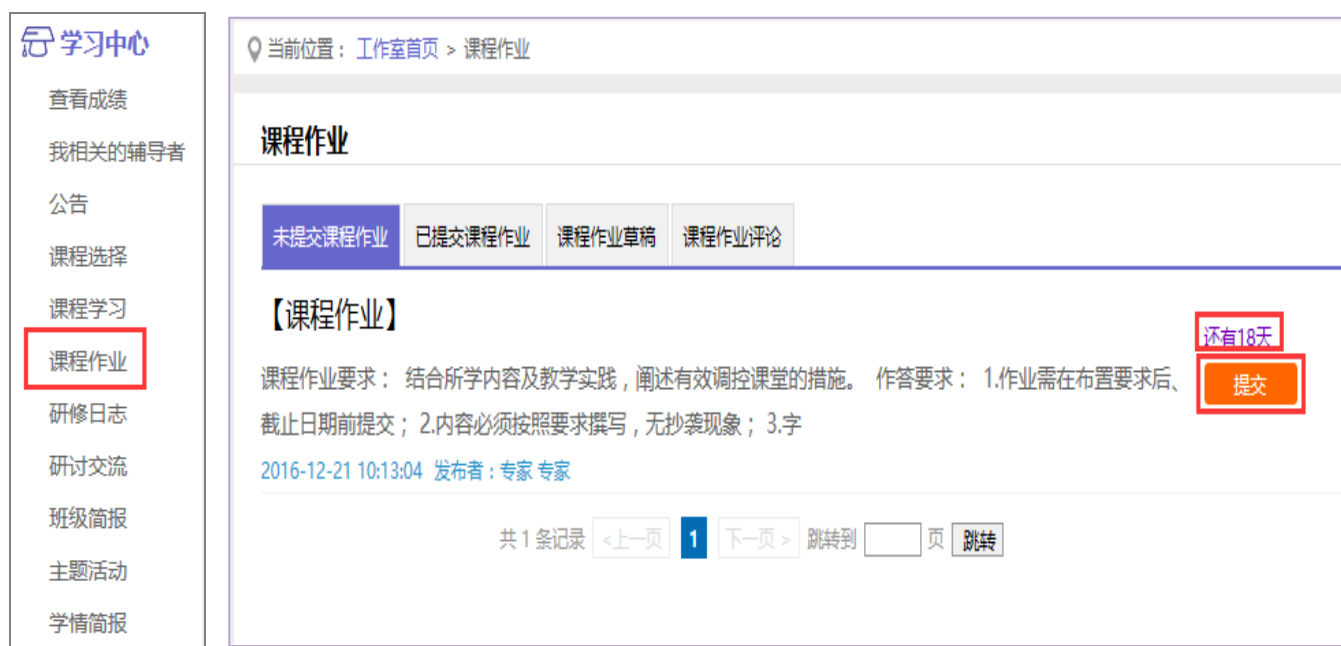 学习中心
查看成绩
我相关的辅导者
公告
课程选择
课程学习
课程作业
研修日志
研讨交流
班级简报
主题活动
学情简报
当前位置： 工作室首页 > 课程作业
课程作业
未提交课程作业 已提交课程作业 课程作业草稿 课程作业评论
【课程作业】
还有18天
课程作业要求： 结合所学内容及教学实践，阐述有效调控课堂的措施。 作答要求： 1.作业需在布置要求后、
提交
截止日期前提交； 2.内容必须按照要求撰写，无抄袭现象； 3.字
2016-12-21 10:13:04 发布者：专家 专家
共 1 条记录 <上一页 1 下一页 > 跳转到 页 跳转